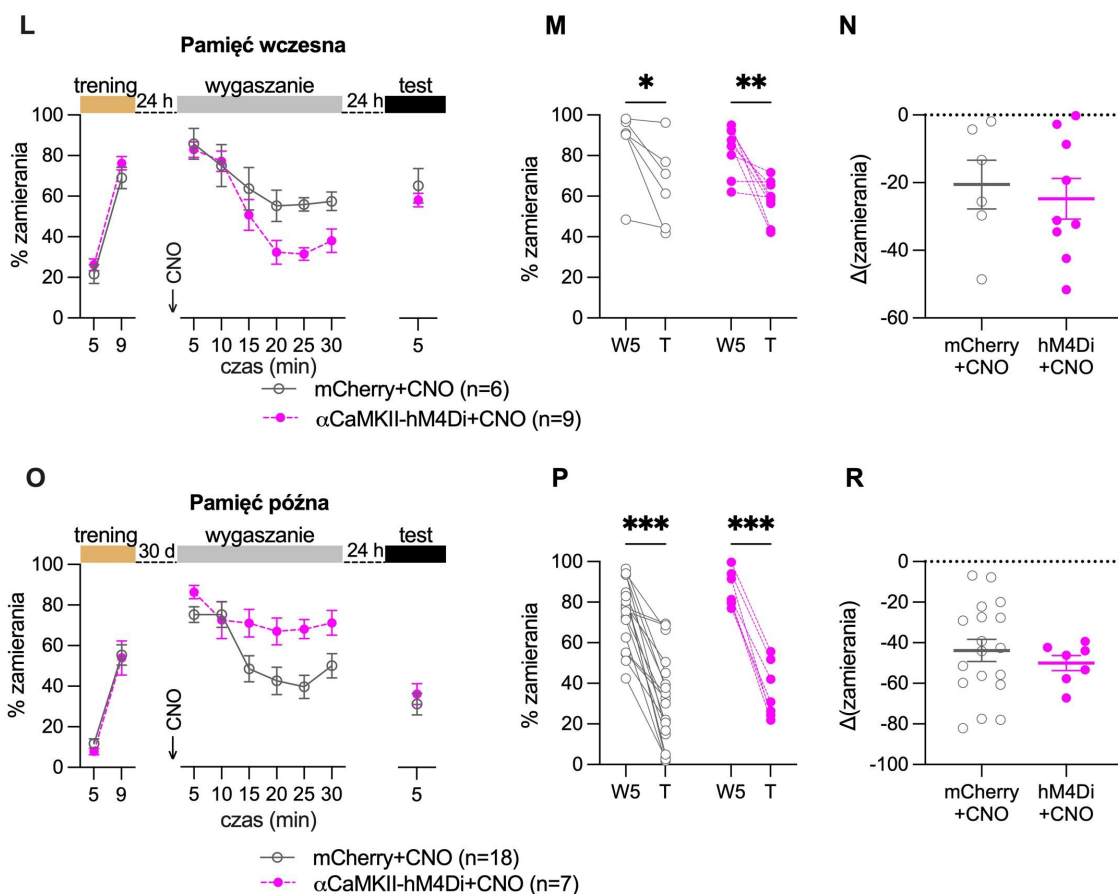 L
Pamięć wczesna
trening 24 h wygaszanie 24 h test
% zamierania
100
80
60
40
20
0
CNO
5 9 5 10 15 20 25 30 5
czas (min)
mCherry+CNO (n=6)
αCaMKII-hM4Di+CNO (n=9)
M
* **
% zamierania
100
80
60
40
20
0
W5 T W5 T
N
Δ(zamierania)
0
-20
-40
-60
mCherry hM4Di
+CNO +CNO
O
Pamięć późna
trening 30 d wygaszanie 24 h test
% zamierania
100
80
60
40
20
0
CNO
5 9 5 10 15 20 25 30 5
czas (min)
mCherry+CNO (n=18)
αCaMKII-hM4Di+CNO (n=7)
P
*** ***
% zamierania
100
80
60
40
20
0
W5 T W5 T
R
Δ(zamierania)
0
-20
-40
-60
-80
-100
mCherry hM4Di
+CNO +CNO